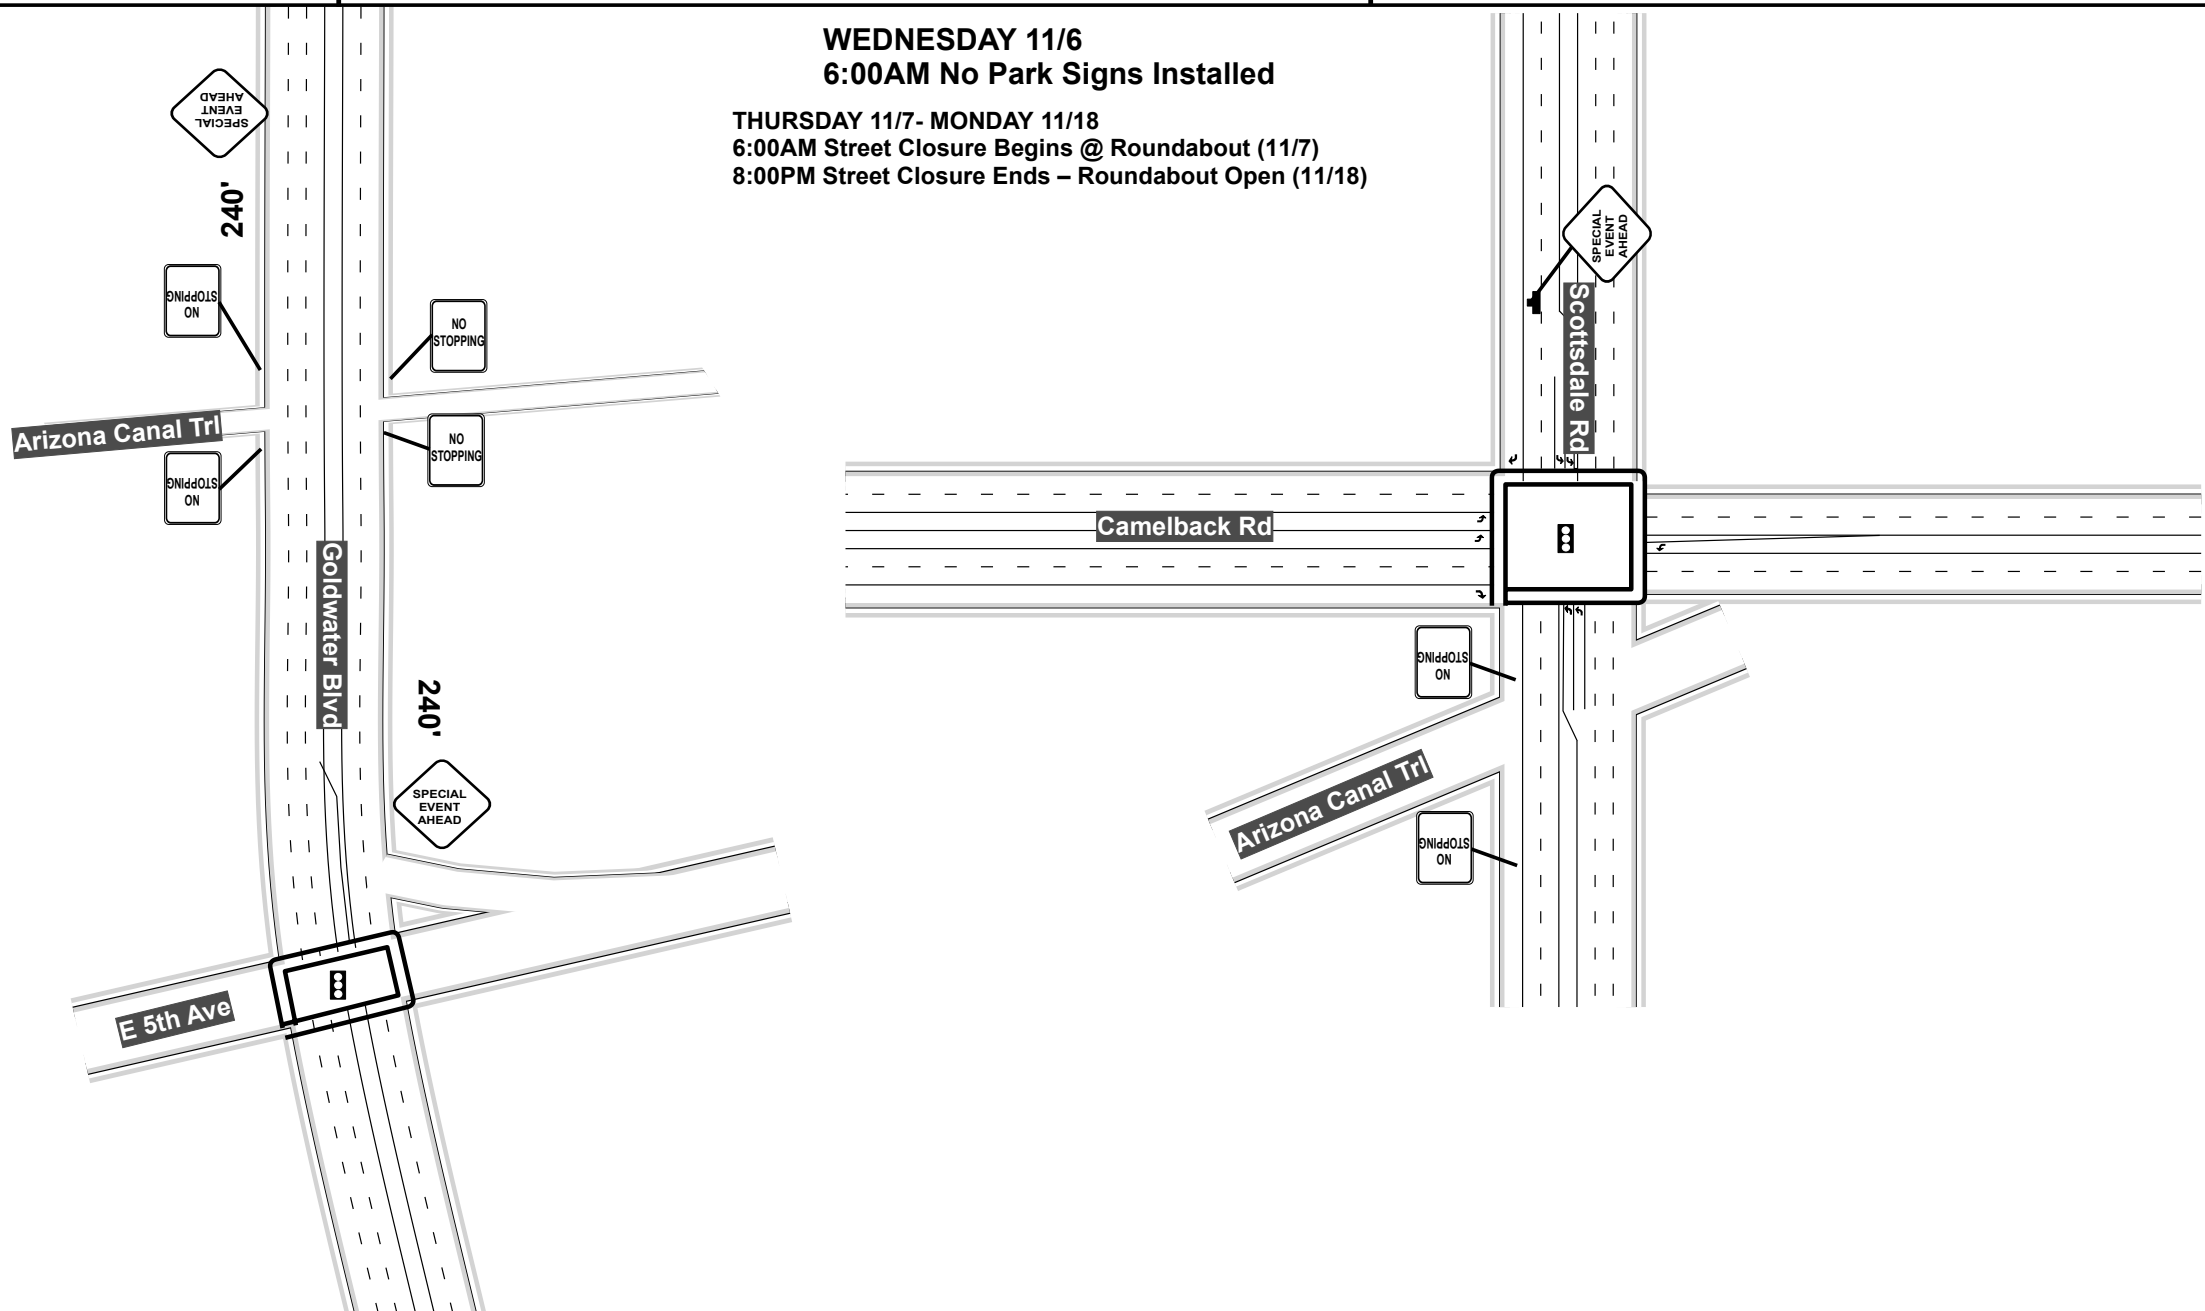 WEDNESDAY 11/6
6:00AM No Park Signs Installed
THURSDAY 11/7- MONDAY 11/18
6:00AM Street Closure Begins @ Roundabout (11/7)
8:00PM Street Closure Ends – Roundabout Open (11/18)
SPECIAL
EVENT
AHEAD
240'
NO
STOPPING
NO
STOPPING
Arizona Canal Trl
NO
STOPPING
NO
STOPPING
Goldwater Blvd
240'
SPECIAL
EVENT
AHEAD
E 5th Ave
SPECIAL
EVENT
AHEAD
Scottsdale Rd
Camelback Rd
NO
STOPPING
Arizona Canal Trl
NO
STOPPING